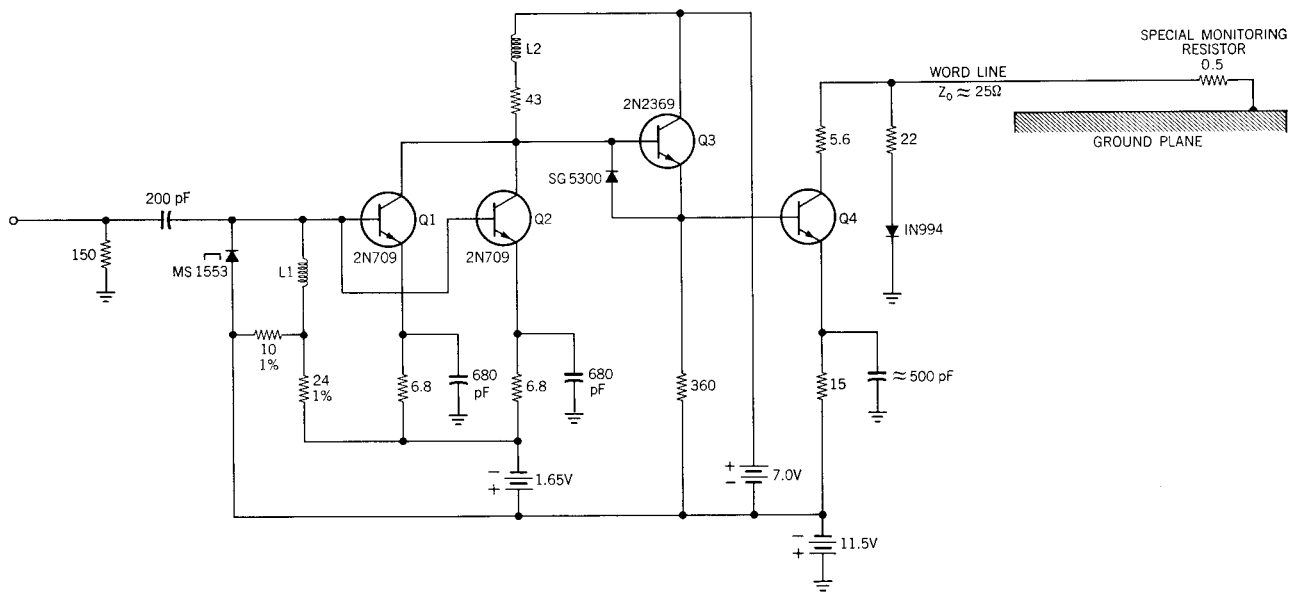 SPECIAL MONITORING
RESISTOR
0.5
WORD LINE
Z₀ ≈ 25Ω
GROUND PLANE
L2
43
2N2369
Q3
5.6
22
SG 5300
200 pF
Q1
Q2
Q4
IN994
150
MS 1553
L1
2N709
2N709
10
1%
24
1%
6.8
680
pF
6.8
680
pF
360
15
≈ 500 pF
−
+
1.65V
+
−
7.0V
−
+
11.5V